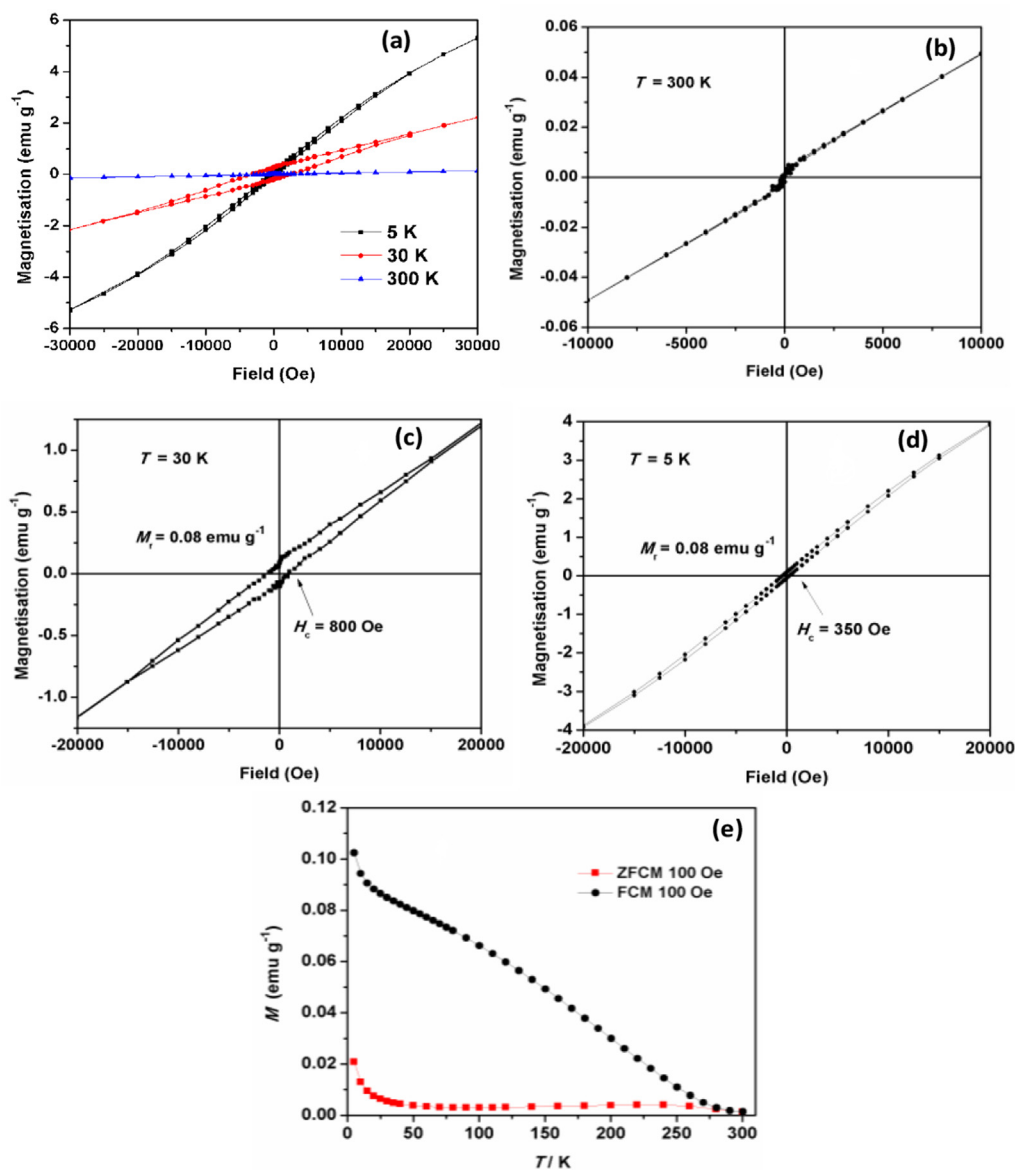 (a)
Magnetisation (emu g⁻¹)
6
4
2
0
-2
-4
-6
5 K
30 K
300 K
-30000 -20000 -10000 0 10000 20000 30000
Field (Oe)
(b)
T = 300 K
Magnetisation (emu g⁻¹)
0.06
0.04
0.02
0.00
-0.02
-0.04
-0.06
-10000 -5000 0 5000 10000
Field (Oe)
(c)
T = 30 K
Mr = 0.08 emu g⁻¹
Hc = 800 Oe
Magnetisation (emu g⁻¹)
1.0
0.5
0.0
-0.5
-1.0
-20000 -10000 0 10000 20000
Field (Oe)
(d)
T = 5 K
Mr = 0.08 emu g⁻¹
Hc = 350 Oe
Magnetisation (emu g⁻¹)
4
3
2
1
0
-1
-2
-3
-4
-20000 -10000 0 10000 20000
Field (Oe)
(e)
ZFCM 100 Oe
FCM 100 Oe
M (emu g⁻¹)
0.12
0.10
0.08
0.06
0.04
0.02
0.00
0 50 100 150 200 250 300
T/ K